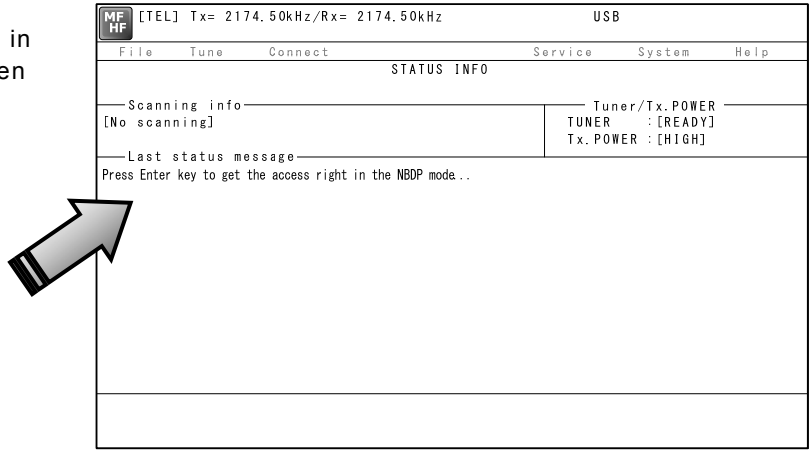 in
en
MF
HF
[TEL] Tx= 2174.50kHz/Rx= 2174.50kHz USB
File Tune Connect Service System Help
STATUS INFO
Scanning info
[No scanning]
Tuner/Tx.POWER
TUNER :[READY]
Tx.POWER :[HIGH]
Last status message
Press Enter key to get the access right in the NBDP mode...